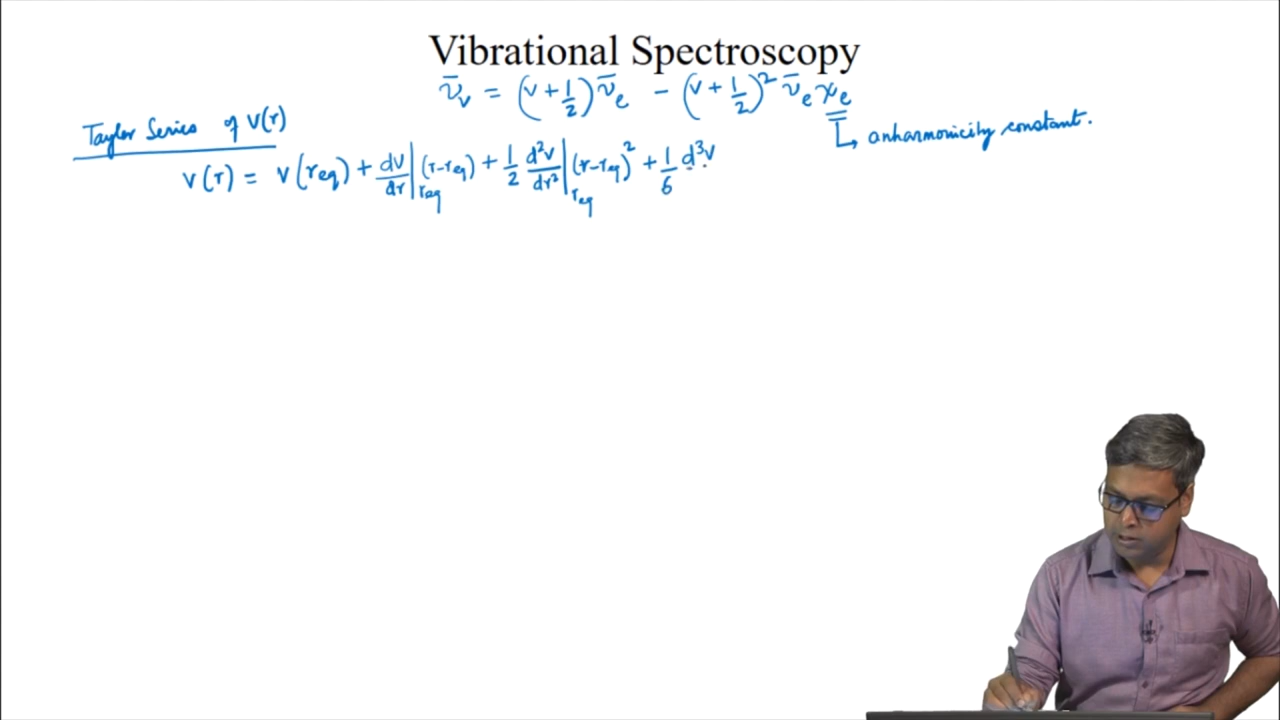 Vibrational Spectroscopy
ν̄ᵥ = (v + 1/2) ν̄ₑ − (v + 1/2)² ν̄ₑ xₑ
↳ anharmonicity constant.
Taylor Series of V(r)
V(r) = V(req) + dV/dr|req (r-req) + 1/2 d²V/dr²|req (r-req)² + 1/6 d³V